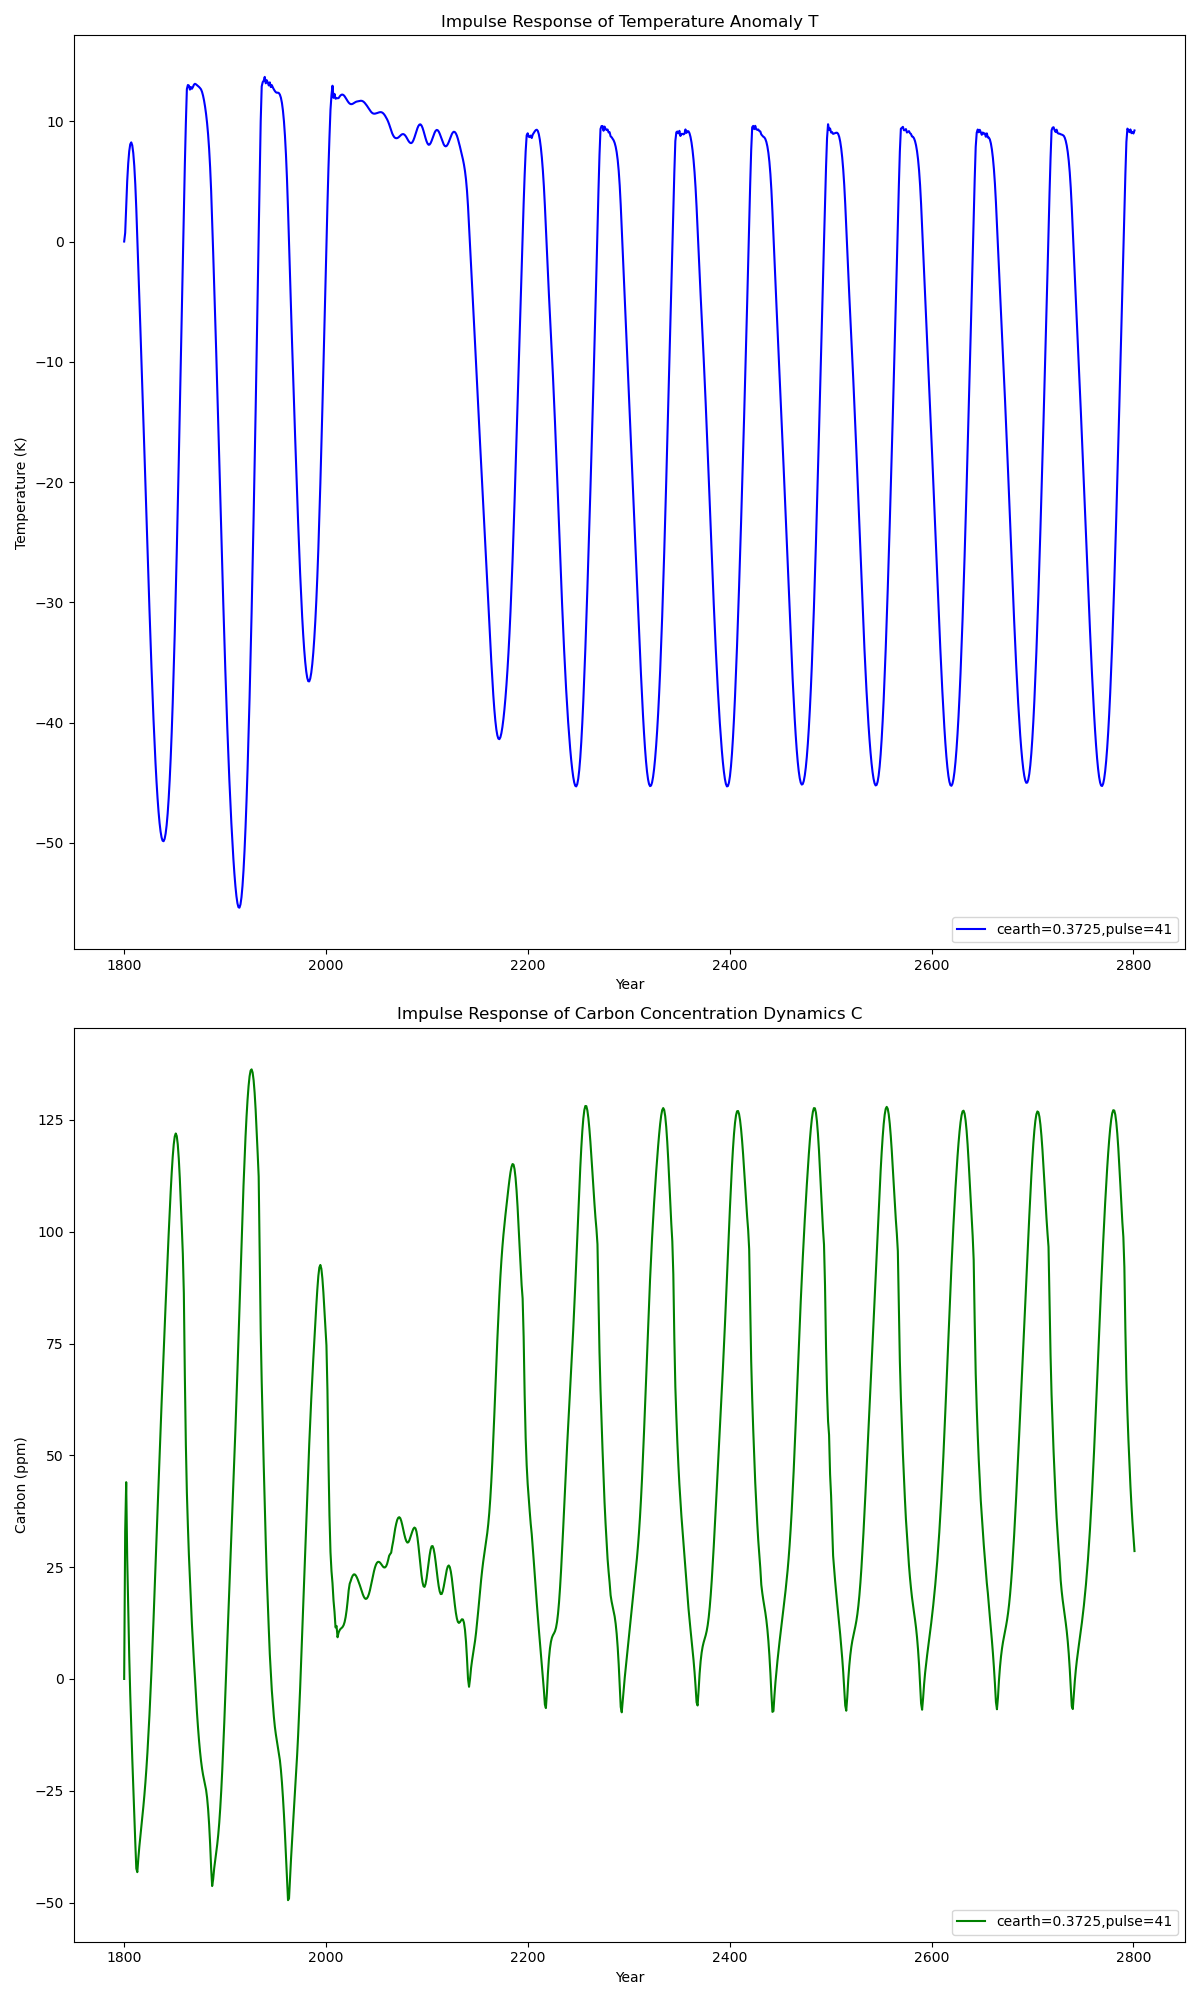 Impulse Response of Temperature Anomaly T
10
0
−10
−20
−30
−40
−50
Temperature (K)
cearth=0.3725,pulse=41
1800 2000 2200 2400 2600 2800
Year
Impulse Response of Carbon Concentration Dynamics C
125
100
75
50
25
0
−25
−50
Carbon (ppm)
cearth=0.3725,pulse=41
1800 2000 2200 2400 2600 2800
Year